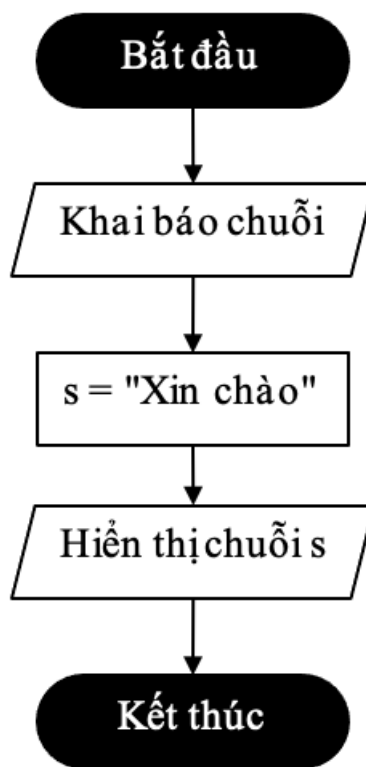 Bắt đầu
Khai báo chuỗi
s = "Xin chào"
Hiển thị chuỗi s
Kết thúc